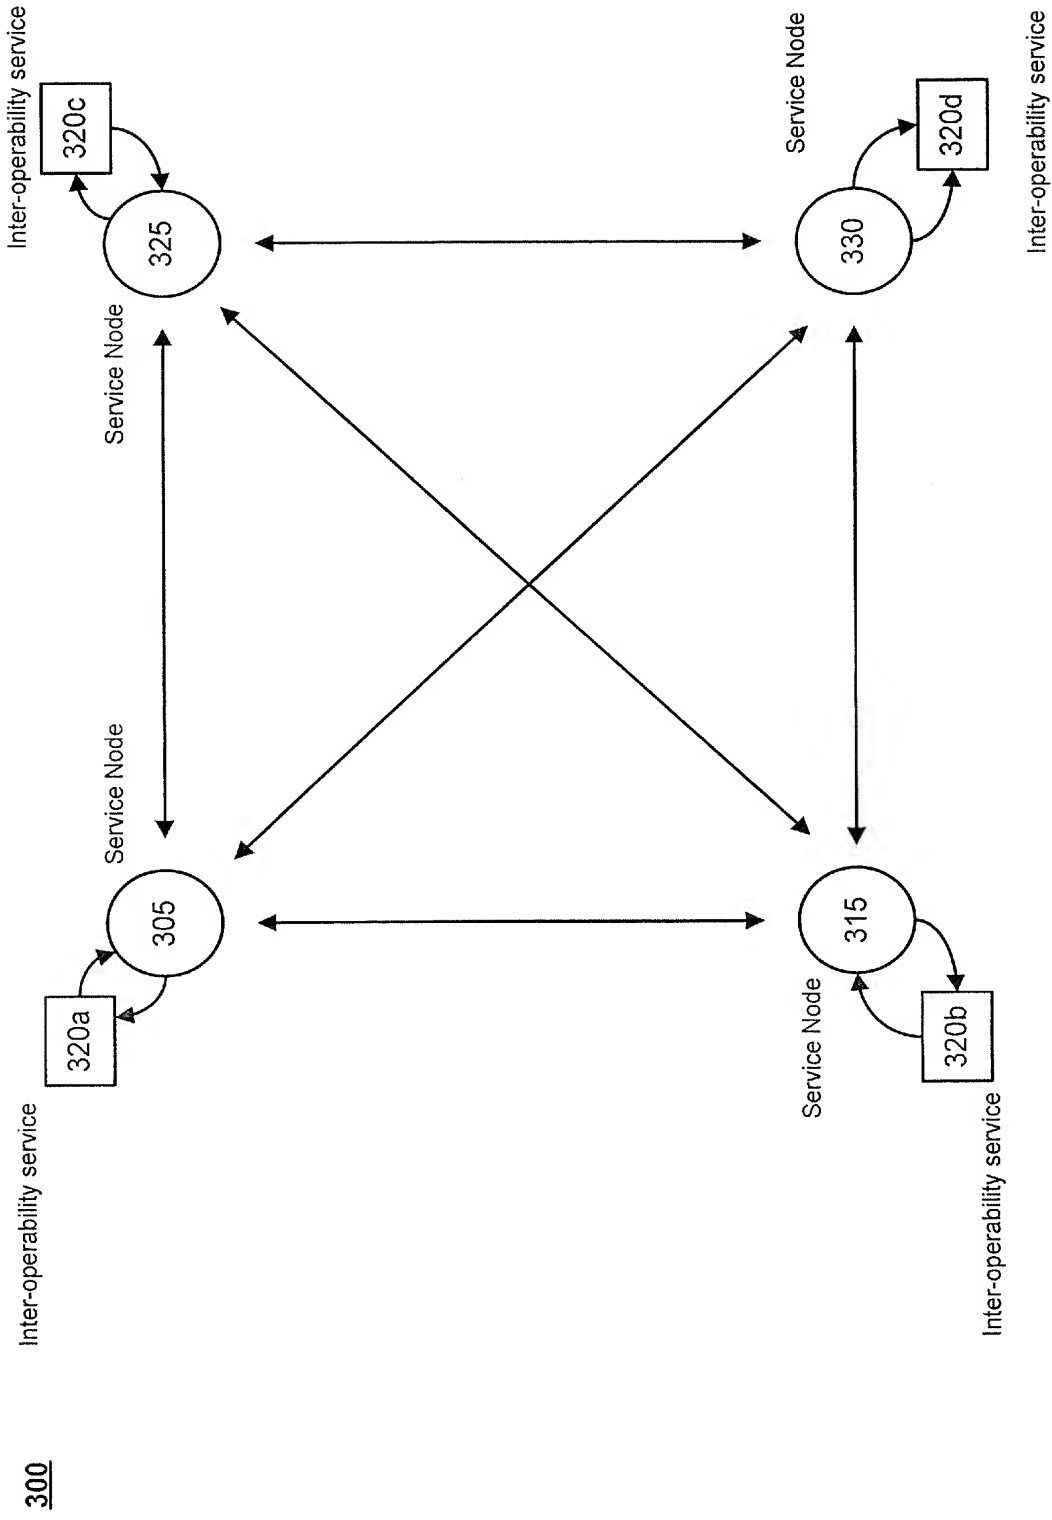 300
Inter-operability service
320a
305
Service Node
315
Service Node
320b
Inter-operability service
Inter-operability service
320c
325
Service Node
Service Node
330
320d
Inter-operability service